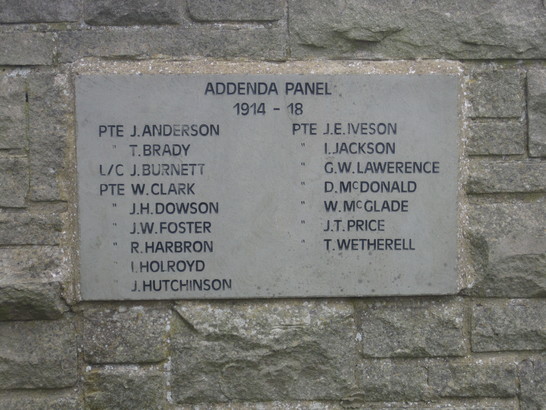 ADDENDA PANEL
1914 - 18
PTE J. ANDERSON
" T. BRADY
L/C J. BURNETT
PTE W. CLARK
" J.H. DOWSON
" J.W. FOSTER
" R. HARBRON
I. HOLROYD
J. HUTCHINSON
PTE J.E. IVESON
" I. JACKSON
" G.W. LAWERENCE
" D. McDONALD
" W. McGLADE
" J.T. PRICE
" T. WETHERELL